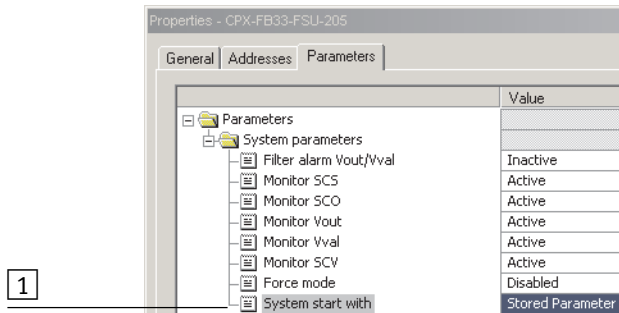 Properties - CPX-FB33-FSU-205
General Addresses Parameters
Value
Parameters
System parameters
Filter alarm Vout/Vval Inactive
Monitor SCS Active
Monitor SCO Active
Monitor Vout Active
Monitor Vval Active
Monitor SCV Active
Force mode Disabled
1 System start with Stored Parameter